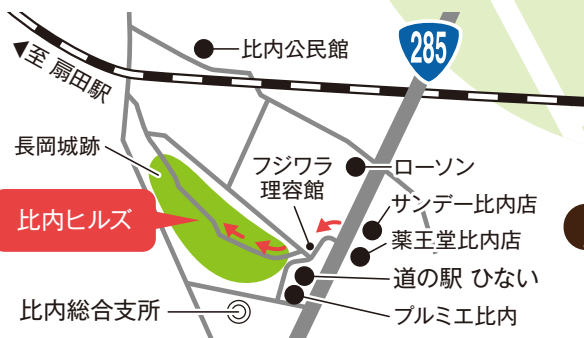 比内公民館
285
至 扇田駅
長岡城跡
フジワラ
理容館
ローソン
サンデー比内店
比内ヒルズ
薬王堂比内店
道の駅 ひない
比内総合支所
プルミエ比内